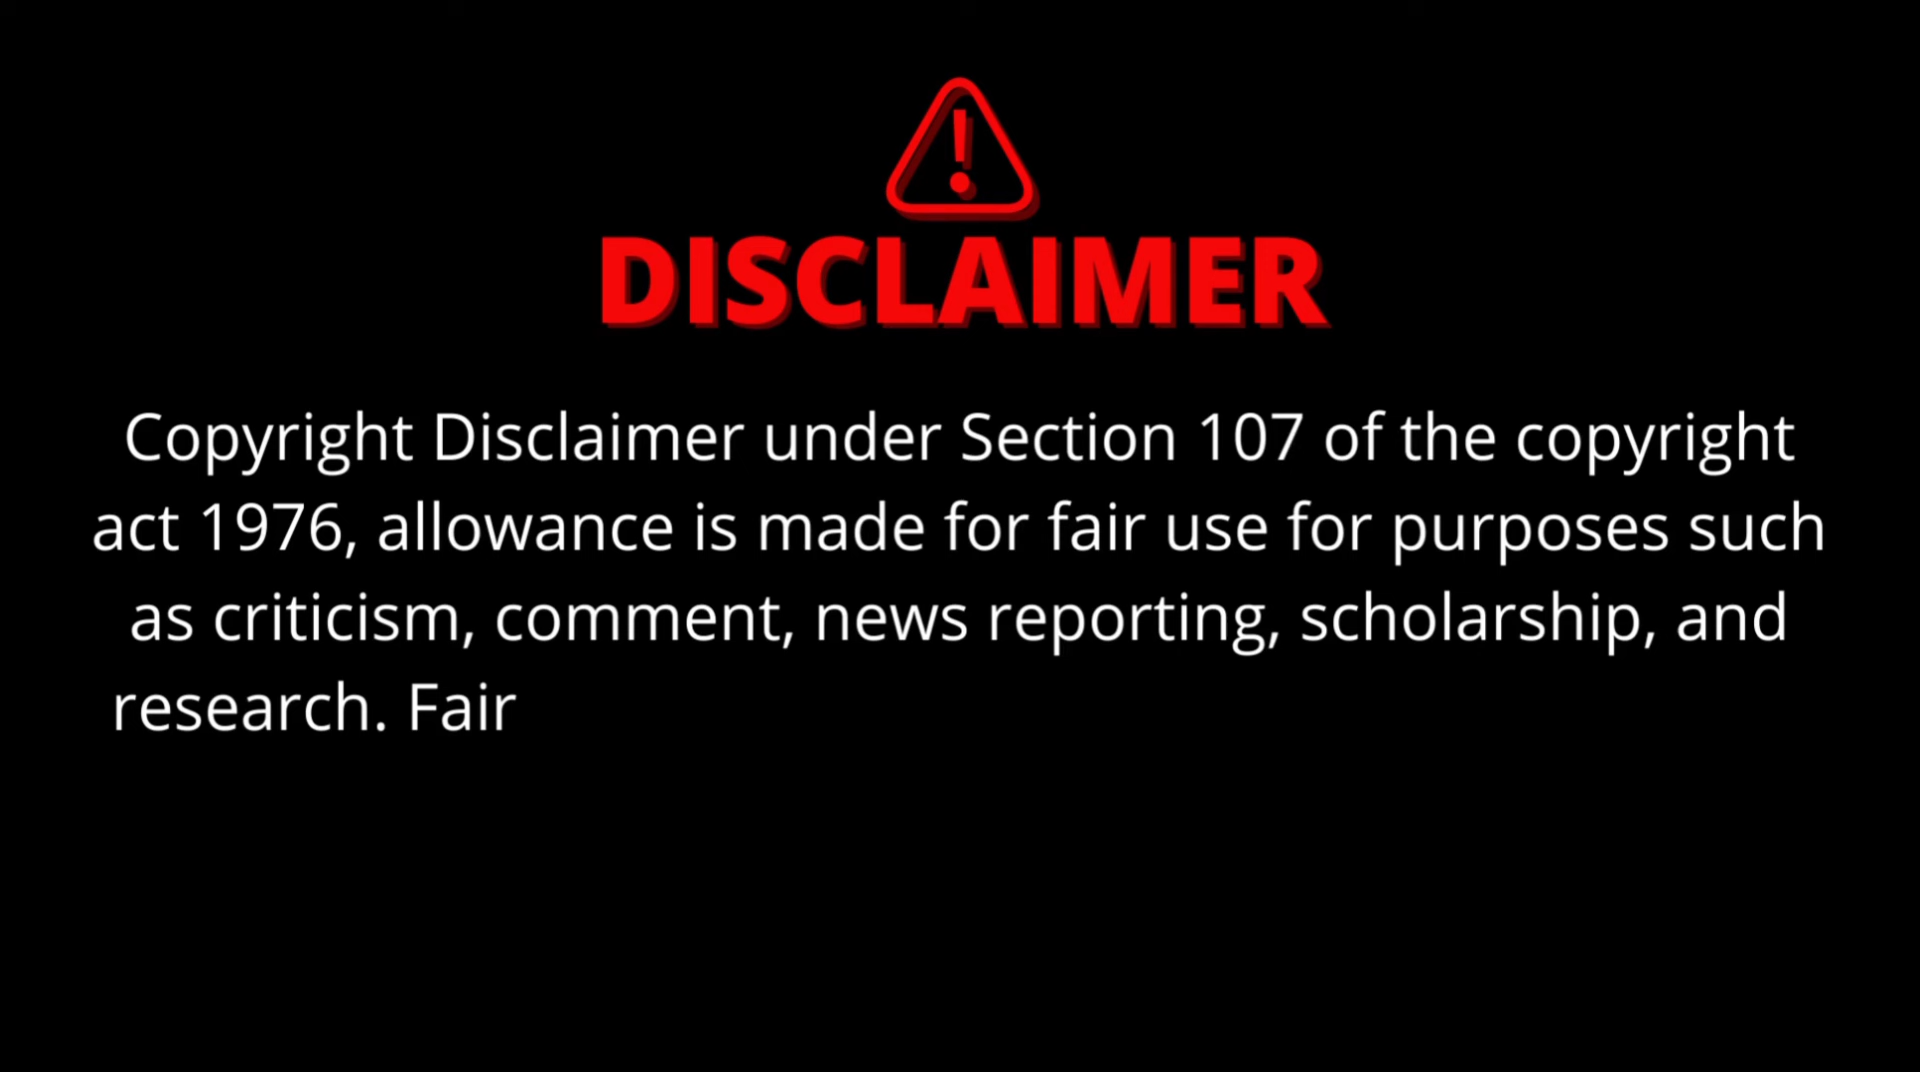 DISCLAIMER
Copyright Disclaimer under Section 107 of the copyright
act 1976, allowance is made for fair use for purposes such
as criticism, comment, news reporting, scholarship, and
research. Fair